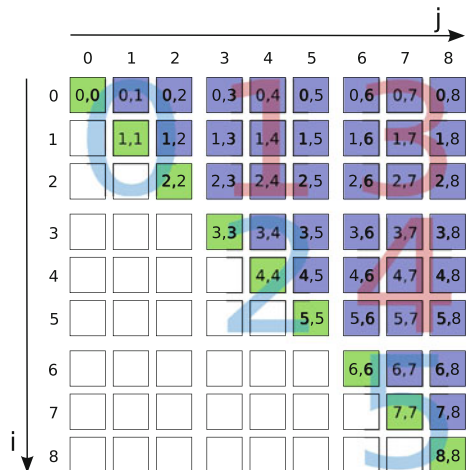 j
0 1 2 3 4 5 6 7 8
0 0,0 0,1 0,2 0,3 0,4 0,5 0,6 0,7 0,8
1 1,1 1,2 1,3 1,4 1,5 1,6 1,7 1,8
2 2,2 2,3 2,4 2,5 2,6 2,7 2,8
0 1 3
3 3,3 3,4 3,5 3,6 3,7 3,8
4 4,4 4,5 4,6 4,7 4,8
5 5,5 5,6 5,7 5,8
2 4
6 6,6 6,7 6,8
7 7,7 7,8
8 8,8
5
i